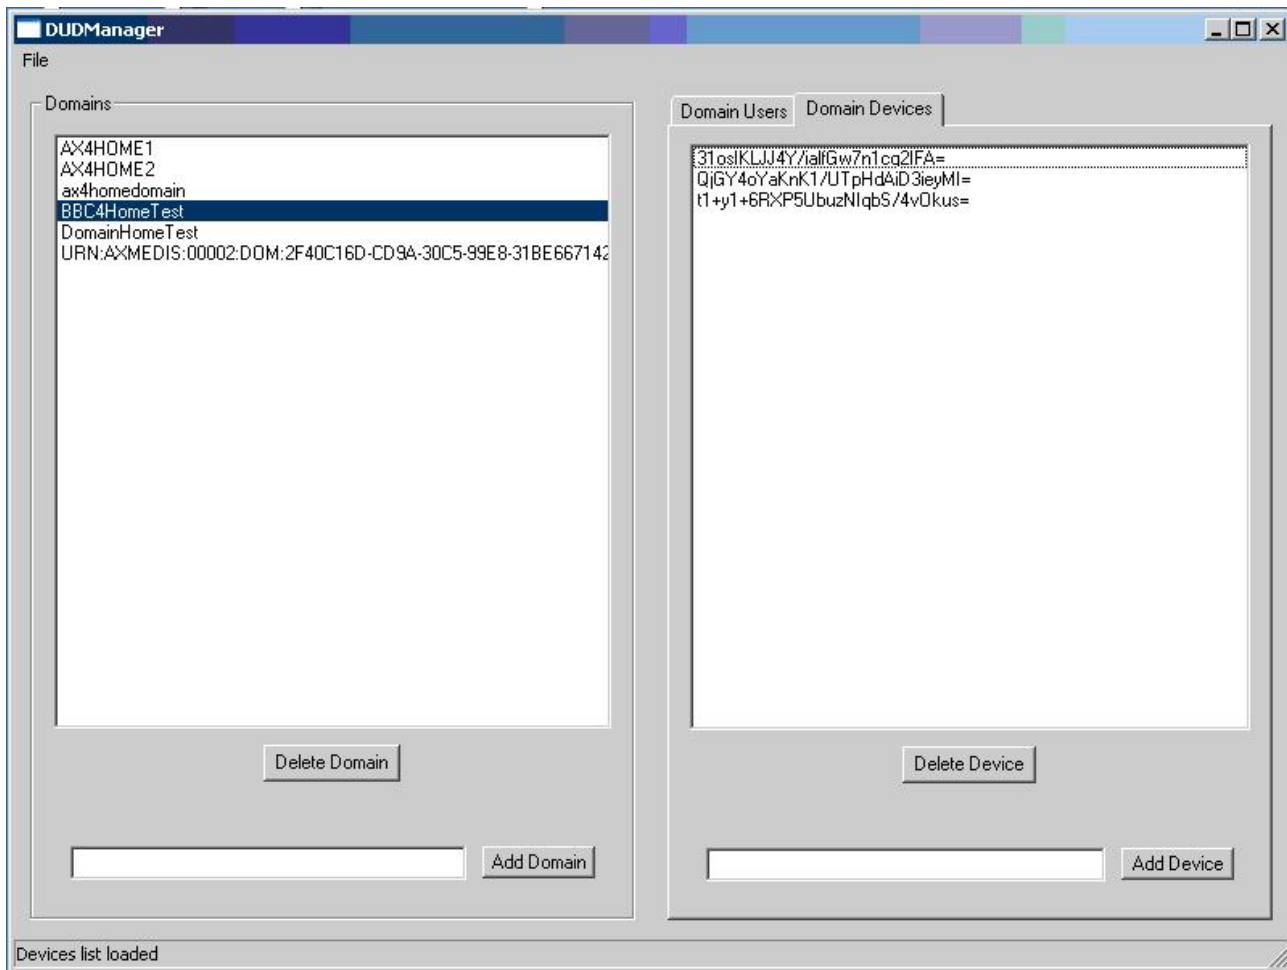 DUDManager
File
Domains
AX4HOME1
AX4HOME2
ax4homedomain
BBC4HomeTest
DomainHomeTest
URN:AXMEDIS:00002:DOM:2F40C16D-CD9A-30C5-99E8-31BE667142
Delete Domain
Add Domain
Domain Users
Domain Devices
31oslKLJJ4Y/ialfGw7n1cq2IFA=
QjGY4oYaKnK1/UTpHdAiD3ieyMI=
t1+y1+6RXP5UbuzNIqbS/4vOkus=
Delete Device
Add Device
Devices list loaded